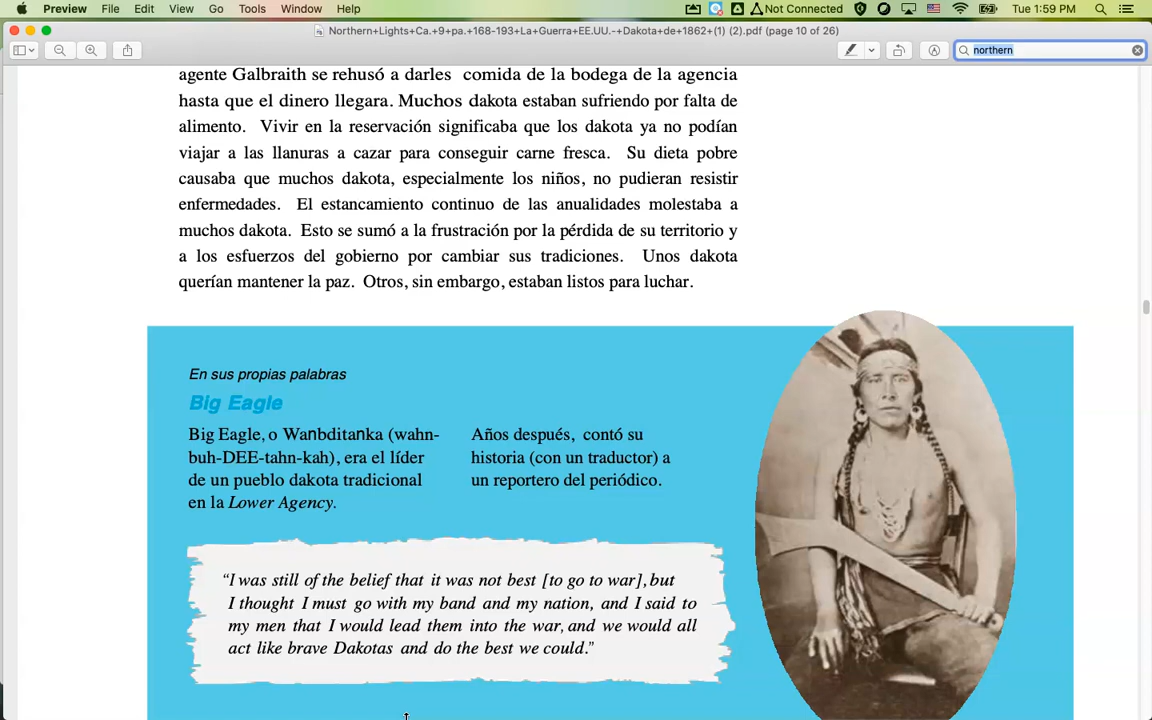 Preview File Edit View Go Tools Window Help Not Connected Tue 1:59 PM
Northern+Lights+Ca.+9+pa.+168-193+La+Guerra+EE.UU.-+Dakota+de+1862+(1) (2).pdf (page 10 of 26)
northern
agente Galbraith se rehusó a darles comida de la bodega de la agencia
hasta que el dinero llegara. Muchos dakota estaban sufriendo por falta de
alimento. Vivir en la reservación significaba que los dakota ya no podían
viajar a las llanuras a cazar para conseguir carne fresca. Su dieta pobre
causaba que muchos dakota, especialmente los niños, no pudieran resistir
enfermedades. El estancamiento continuo de las anualidades molestaba a
muchos dakota. Esto se sumó a la frustración por la pérdida de su territorio y
a los esfuerzos del gobierno por cambiar sus tradiciones. Unos dakota
querían mantener la paz. Otros, sin embargo, estaban listos para luchar.
En sus propias palabras
Big Eagle
Big Eagle, o Wanbditanka (wahn-
buh-DEE-tahn-kah), era el líder
de un pueblo dakota tradicional
en la Lower Agency.
Años después, contó su
historia (con un traductor) a
un reportero del periódico.
“I was still of the belief that it was not best [to go to war], but
I thought I must go with my band and my nation, and I said to
my men that I would lead them into the war, and we would all
act like brave Dakotas and do the best we could.”